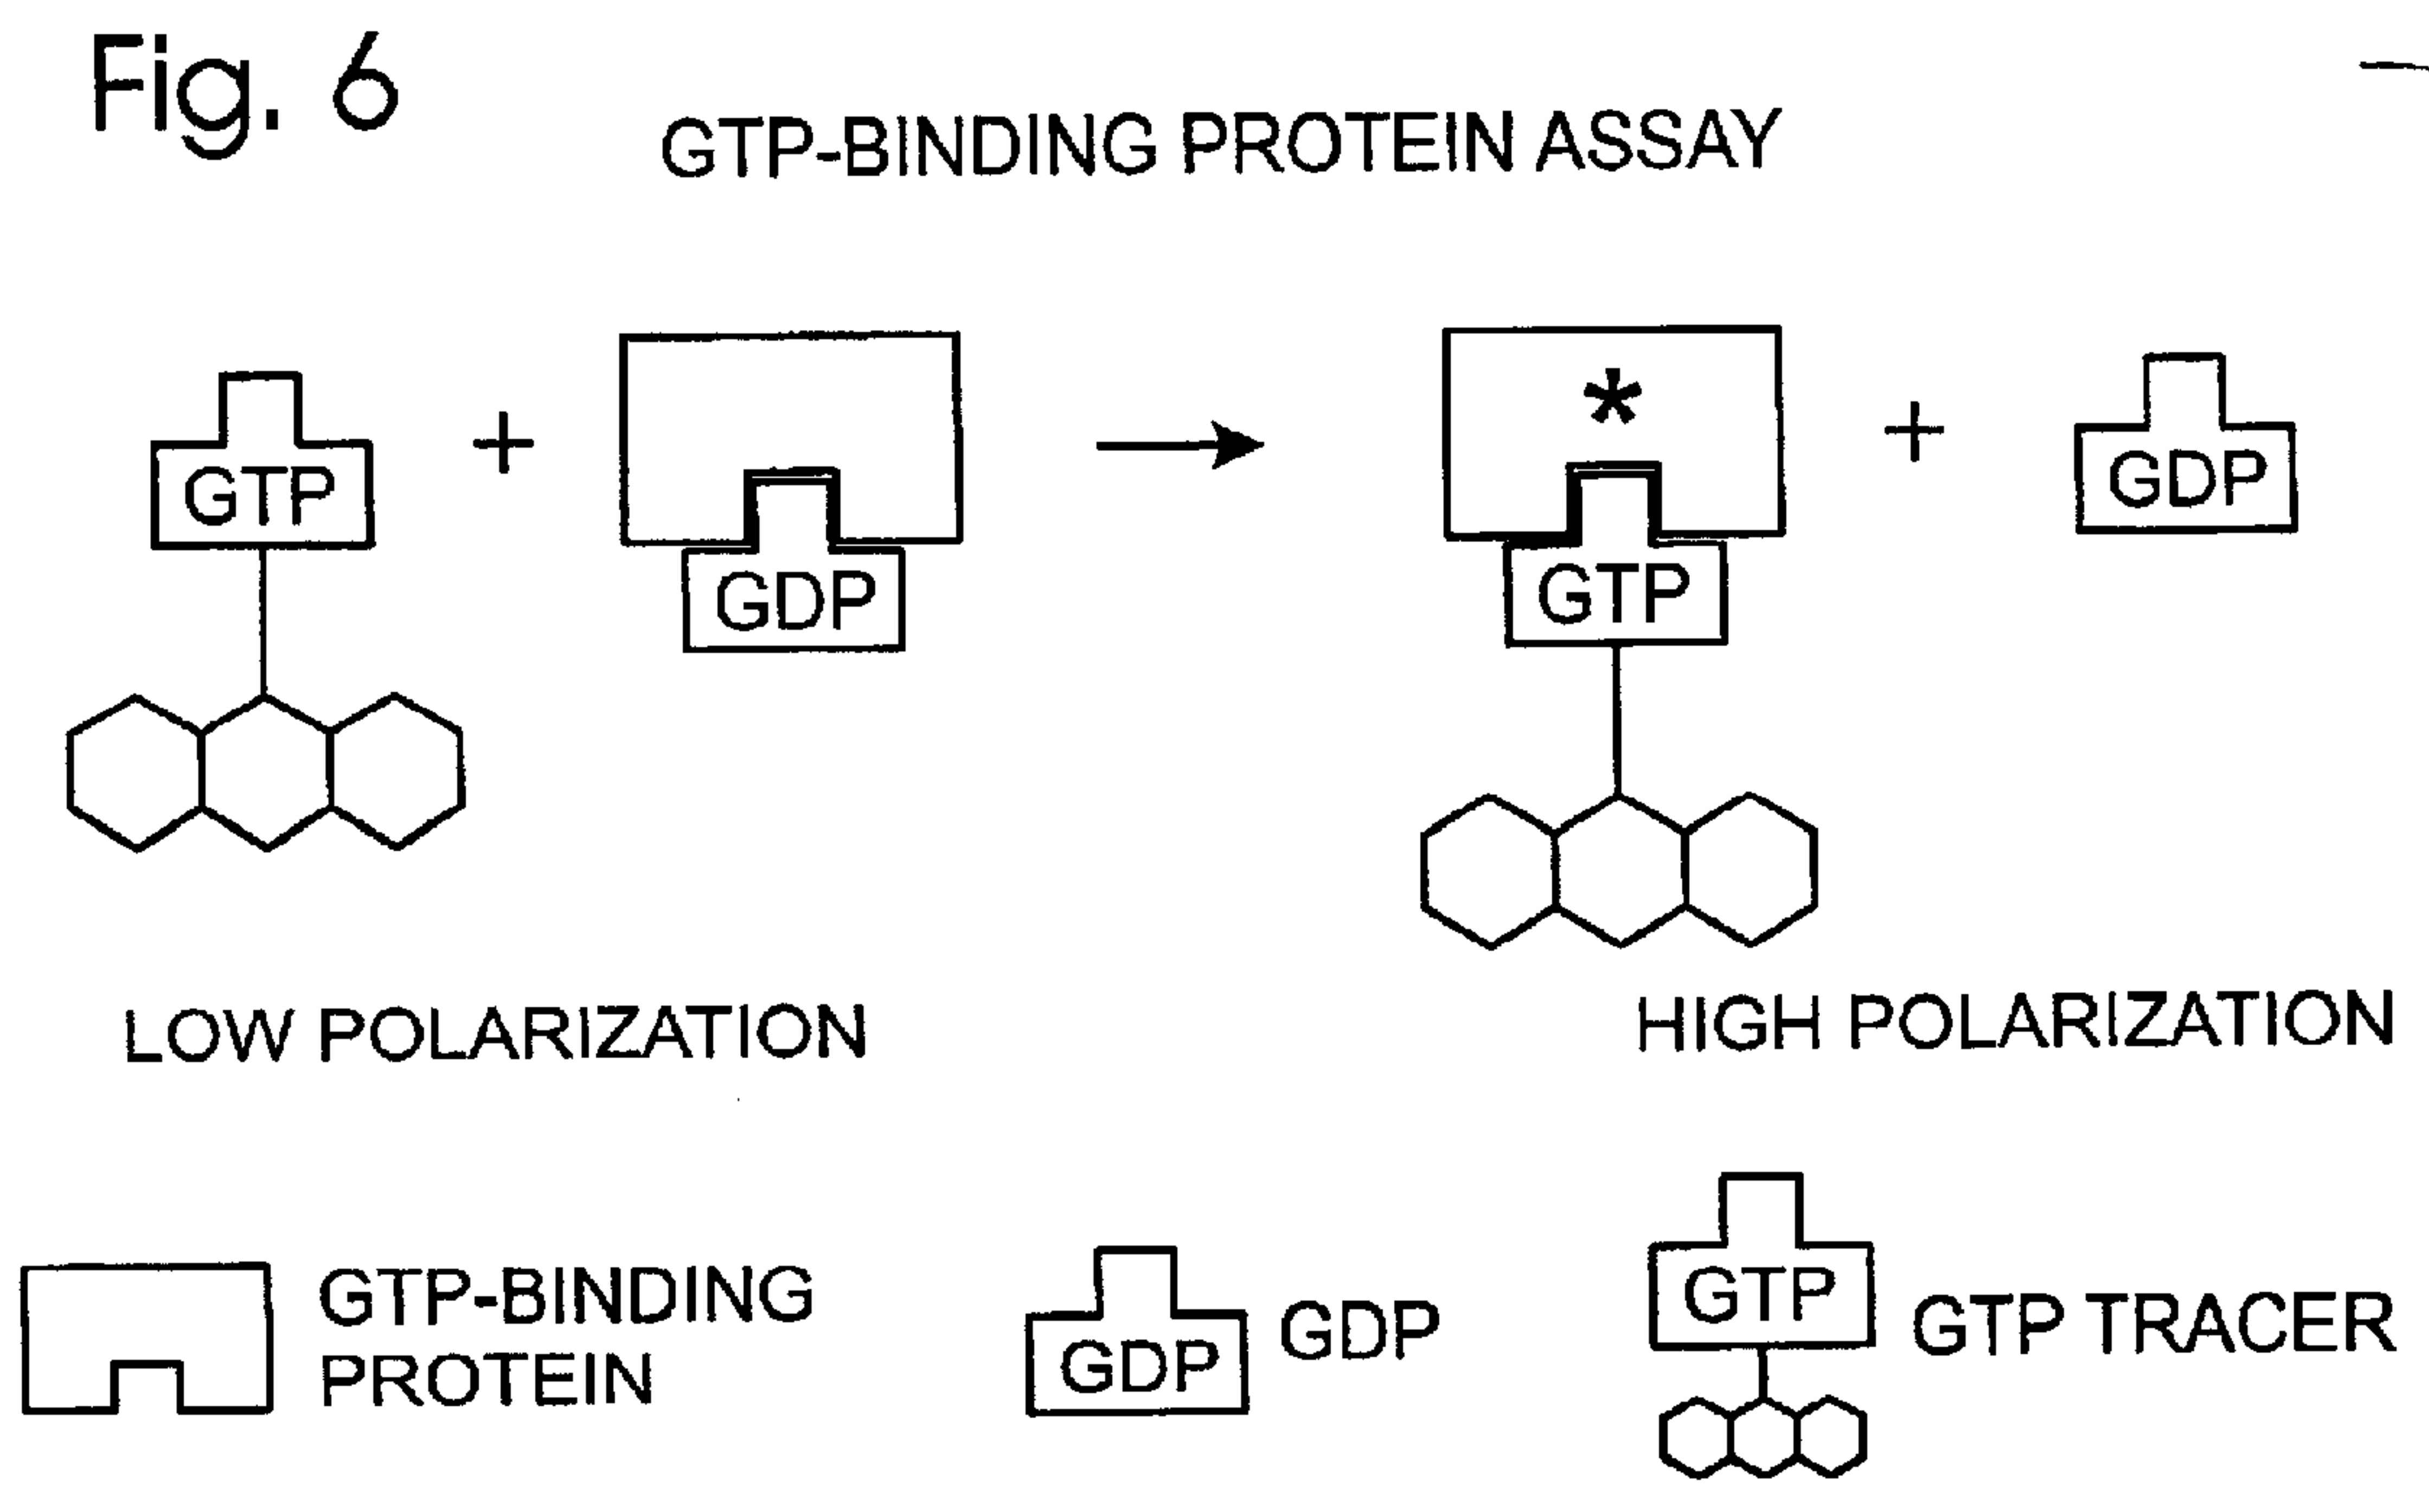 Fig. 6
GTP-BINDING PROTEIN ASSAY
GTP
+
GDP
*
GTP
+
GDP
LOW POLARIZATION
HIGH POLARIZATION
GTP-BINDING
PROTEIN
GDP
GDP
GTP
GTP TRACER